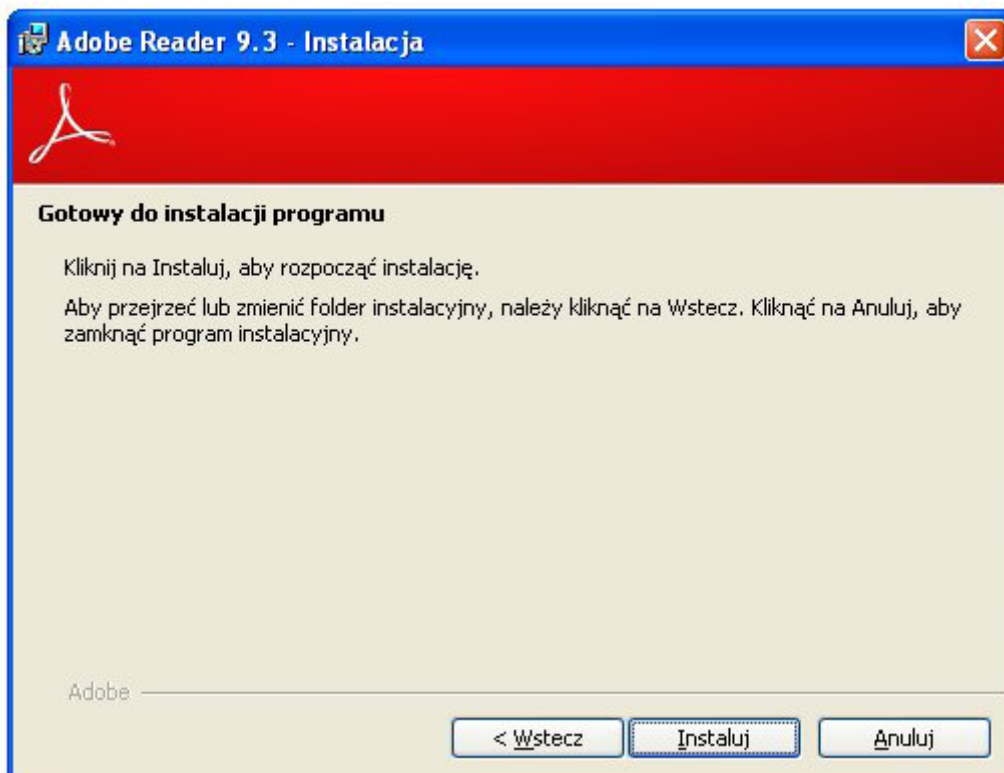 Adobe Reader 9.3 - Instalacja
Gotowy do instalacji programu
Kliknij na Instaluj, aby rozpocząć instalację.
Aby przejrzeć lub zmienić folder instalacyjny, należy kliknąć na Wstecz. Kliknąć na Anuluj, aby
zamknąć program instalacyjny.
Adobe
< Wstecz Instaluj Anuluj